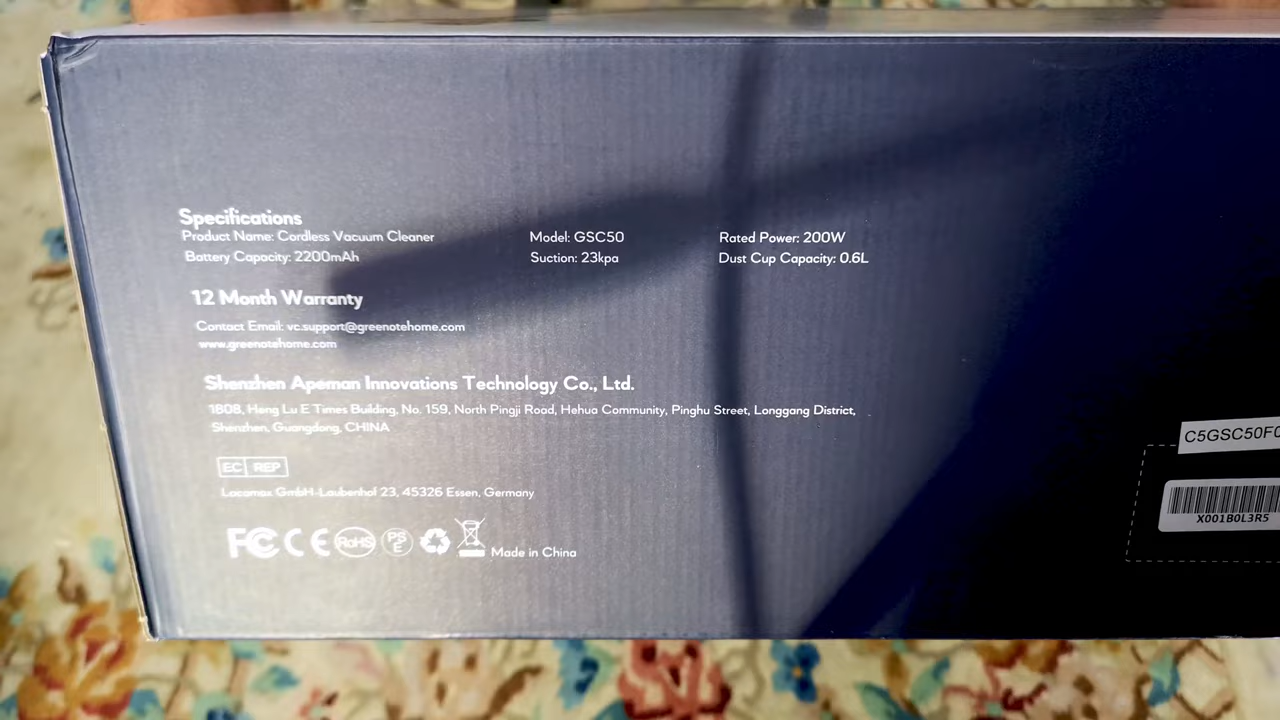 Specifications
Product Name: Cordless Vacuum Cleaner Model: GSC50 Rated Power: 200W
Battery Capacity: 2200mAh Suction: 23kpa Dust Cup Capacity: 0.6L
12 Month Warranty
Contact Email: vc.support@greenotehome.com
www.greenotehome.com
Shenzhen Apeman Innovations Technology Co., Ltd.
1808, Heng Lu E Times Building, No. 159, North Pingji Road, Hehua Community, Pinghu Street, Longgang District,
Shenzhen, Guangdong, CHINA
EC REP
Lacamax GmbH-Laubenhof 23, 45326 Essen, Germany
FC CE RoHS PSE Made in China
C5GSC50F0
X001B0L3R5